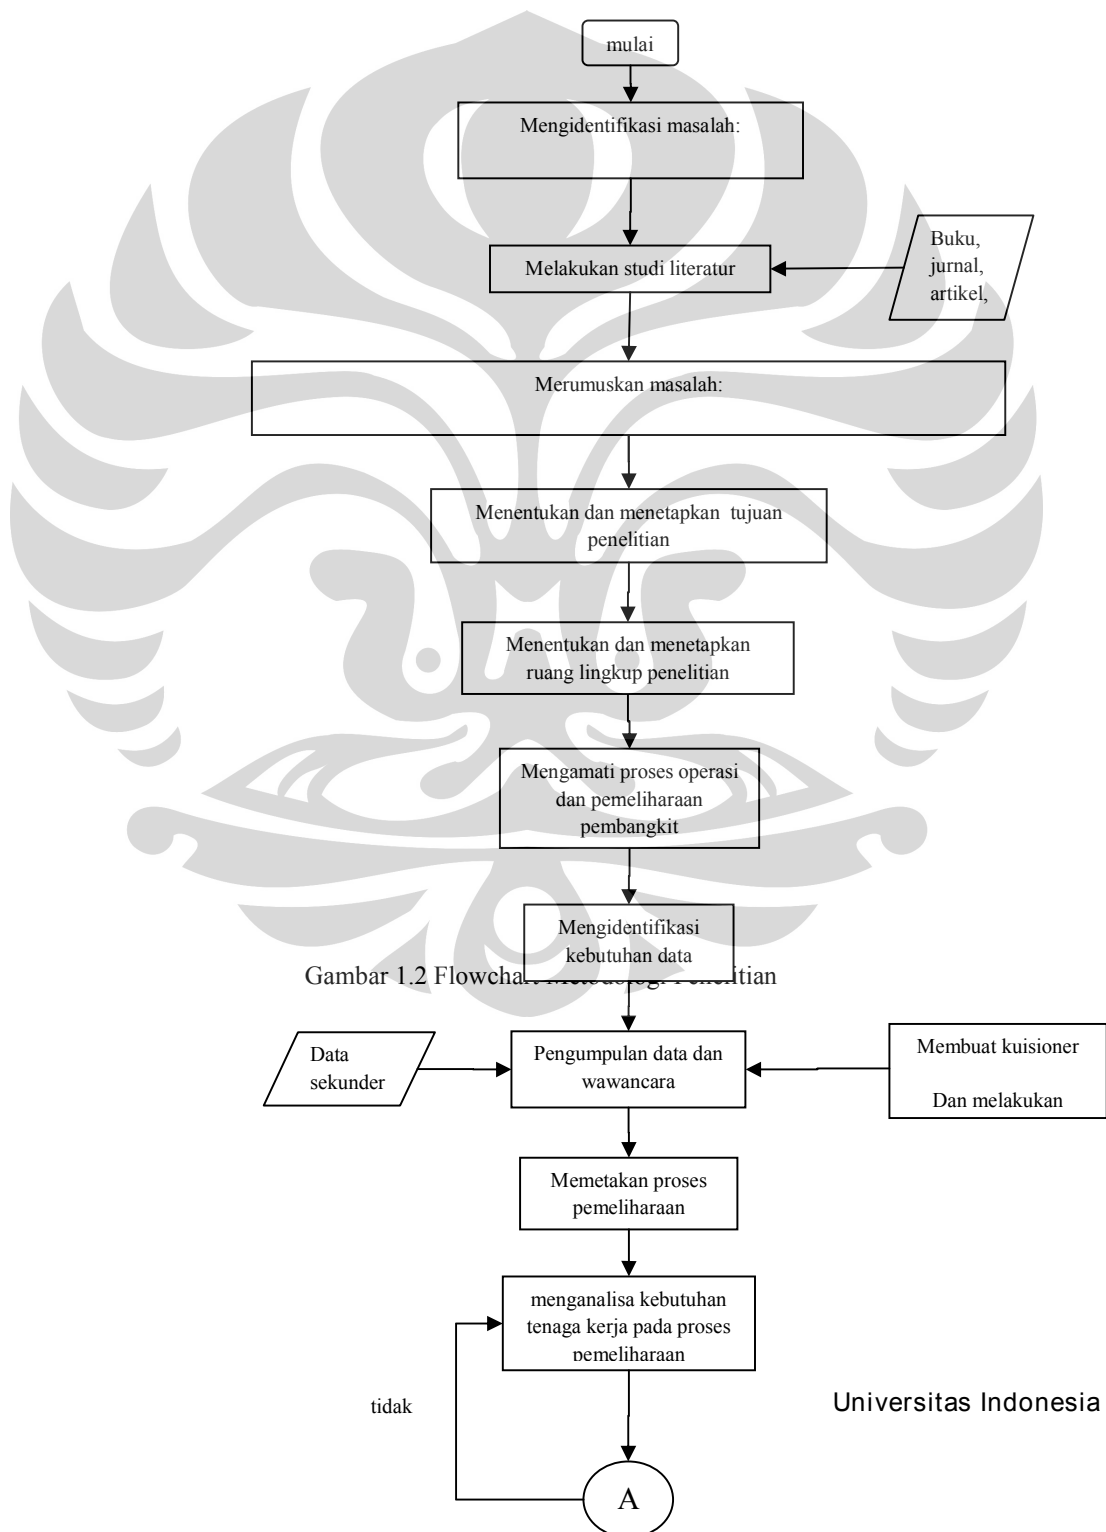 mulai
Mengidentifikasi masalah:
Melakukan studi literatur
Buku,
jurnal,
artikel,
Merumuskan masalah:
Menentukan dan menetapkan tujuan
penelitian
Menentukan dan menetapkan
ruang lingkup penelitian
Mengamati proses operasi
dan pemeliharaan
pembangkit
Mengidentifikasi
kebutuhan data
Gambar 1.2 Flowchart Metodologi Penelitian
Data
sekunder
Pengumpulan data dan
wawancara
Membuat kuisioner
Dan melakukan
Memetakan proses
pemeliharaan
menganalisa kebutuhan
tenaga kerja pada proses
pemeliharaan
tidak
Universitas Indonesia
A